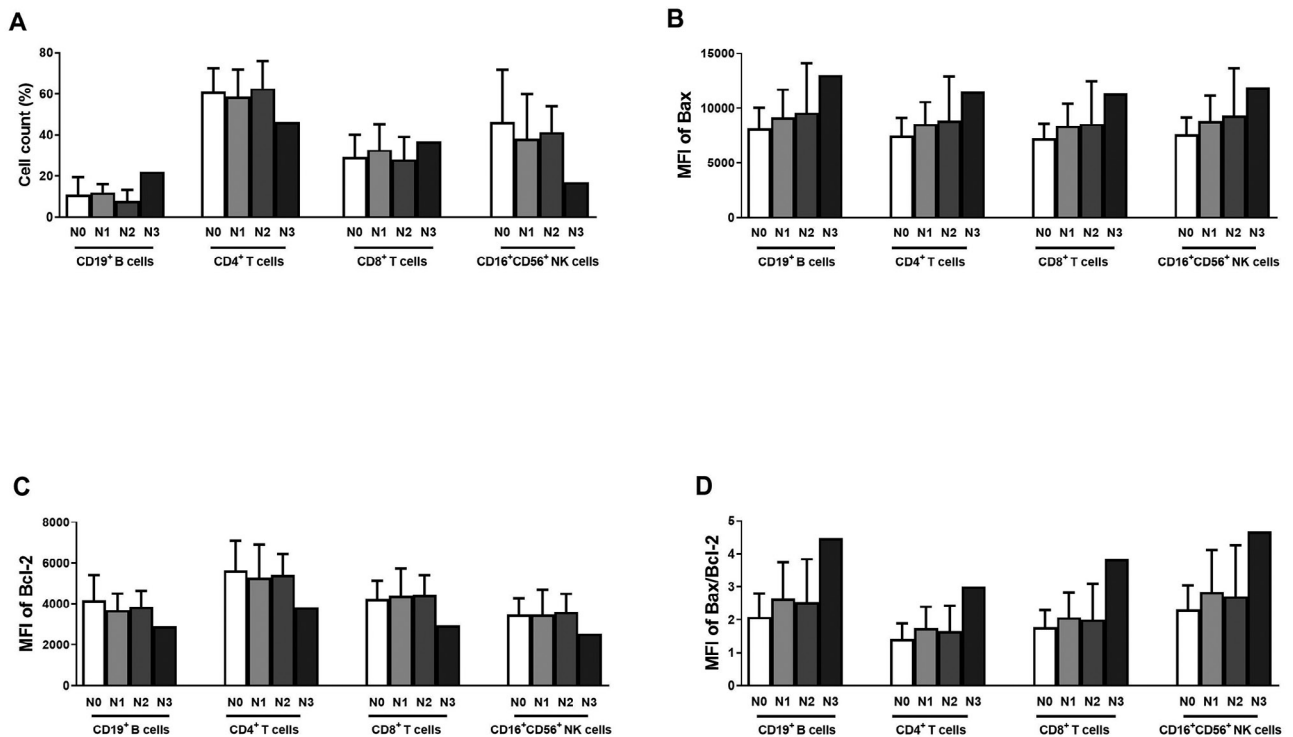 A
Cell count (%)
80
60
40
20
0
N0 N1 N2 N3 N0 N1 N2 N3 N0 N1 N2 N3 N0 N1 N2 N3
CD19⁺ B cells CD4⁺ T cells CD8⁺ T cells CD16⁺CD56⁺ NK cells
B
MFI of Bax
15000
10000
5000
0
N0 N1 N2 N3 N0 N1 N2 N3 N0 N1 N2 N3 N0 N1 N2 N3
CD19⁺ B cells CD4⁺ T cells CD8⁺ T cells CD16⁺CD56⁺ NK cells
C
MFI of Bcl-2
8000
6000
4000
2000
0
N0 N1 N2 N3 N0 N1 N2 N3 N0 N1 N2 N3 N0 N1 N2 N3
CD19⁺ B cells CD4⁺ T cells CD8⁺ T cells CD16⁺CD56⁺ NK cells
D
MFI of Bax/Bcl-2
5
4
3
2
1
0
N0 N1 N2 N3 N0 N1 N2 N3 N0 N1 N2 N3 N0 N1 N2 N3
CD19⁺ B cells CD4⁺ T cells CD8⁺ T cells CD16⁺CD56⁺ NK cells